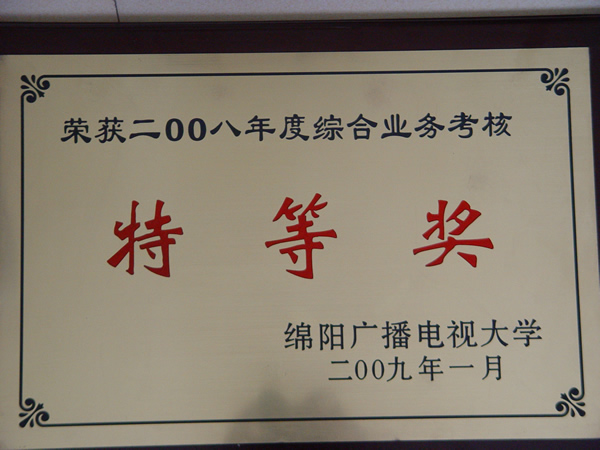 荣获二00八年度综合业务考核
特等奖
绵阳广播电视大学
二00九年一月